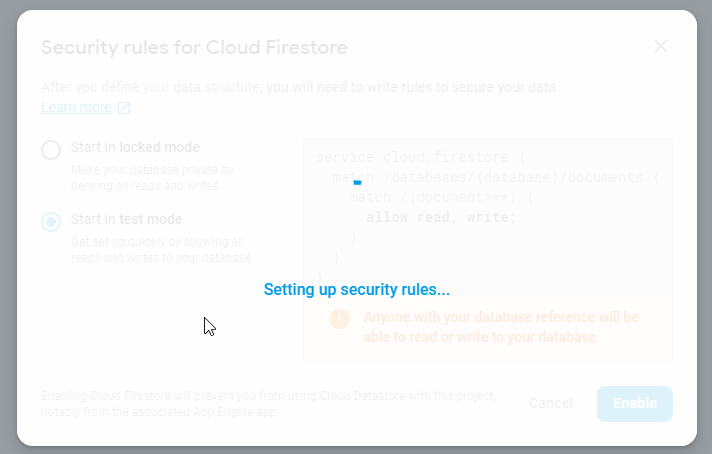 Security rules for Cloud Firestore
After you define your data structure, you will need to write rules to secure your data.
Learn more
Start in locked mode
Make your database private by
denying all reads and writes
Start in test mode
Get set up quickly by allowing all
reads and writes to your database
service cloud.firestore {
match /databases/{database}/documents {
match /{document=**} {
allow read, write;
}
}
Setting up security rules...
!
Anyone with your database reference will be
able to read or write to your database
Enabling Cloud Firestore will prevent you from using Cloud Datastore with this project,
notably from the associated App Engine app
Cancel
Enable